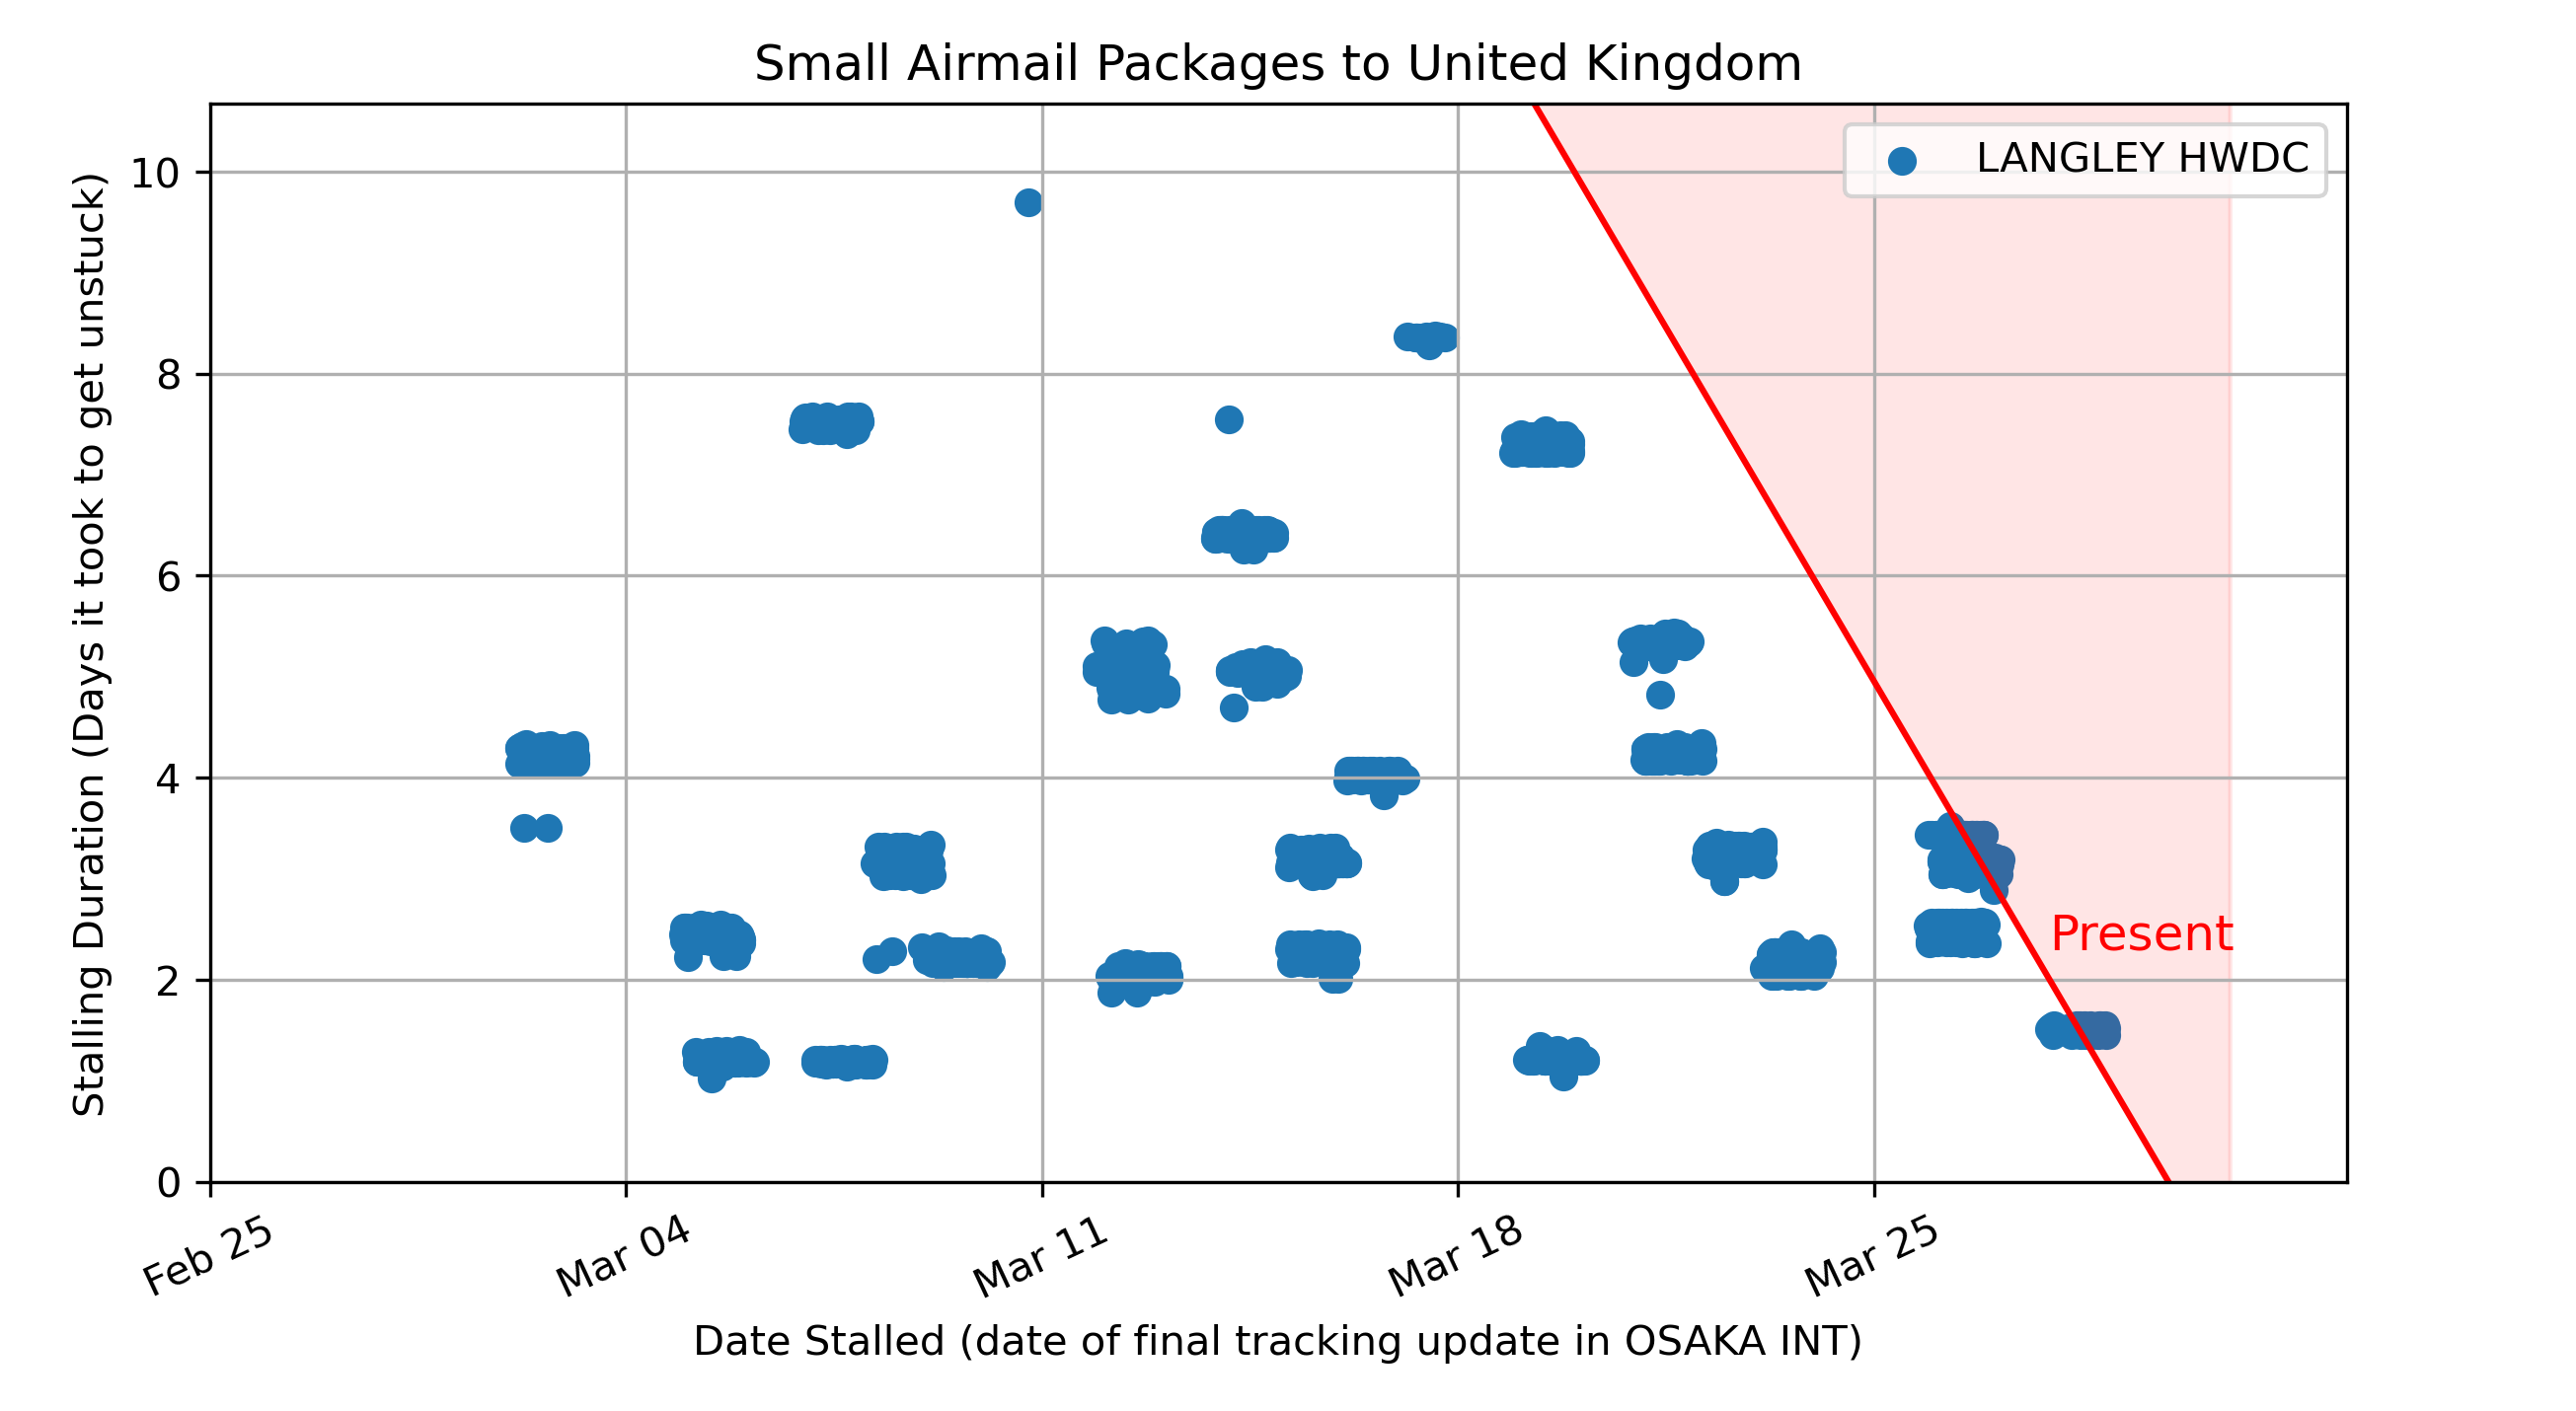 Small Airmail Packages to United Kingdom
LANGLEY HWDC
Stalling Duration (Days it took to get unstuck)
10
8
6
4
2
0
Present
Feb 25
Mar 04
Mar 11
Mar 18
Mar 25
Date Stalled (date of final tracking update in OSAKA INT)